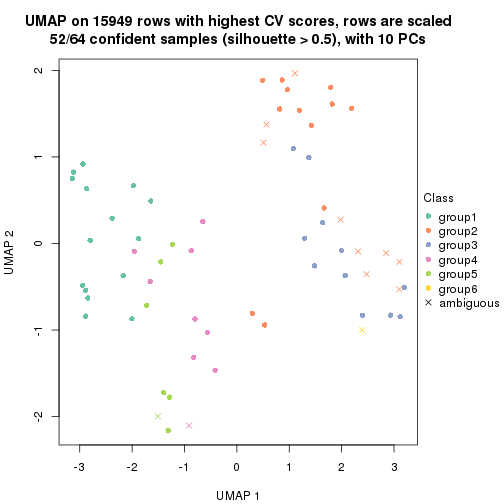 UMAP on 15949 rows with highest CV scores, rows are scaled
52/64 confident samples (silhouette > 0.5), with 10 PCs
2
1
0
-1
-2
UMAP 2
-3
-2
-1
0
1
2
3
UMAP 1
Class
group1
group2
group3
group4
group5
group6
ambiguous